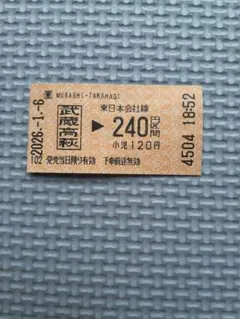 東 MUSASHI-TAKAHAGI
東日本会社線
武蔵高萩 ▶ 240円区間
小児120円
2026.-1.-6
102 発売当日限り有効 下車前途無効
4504 18:52